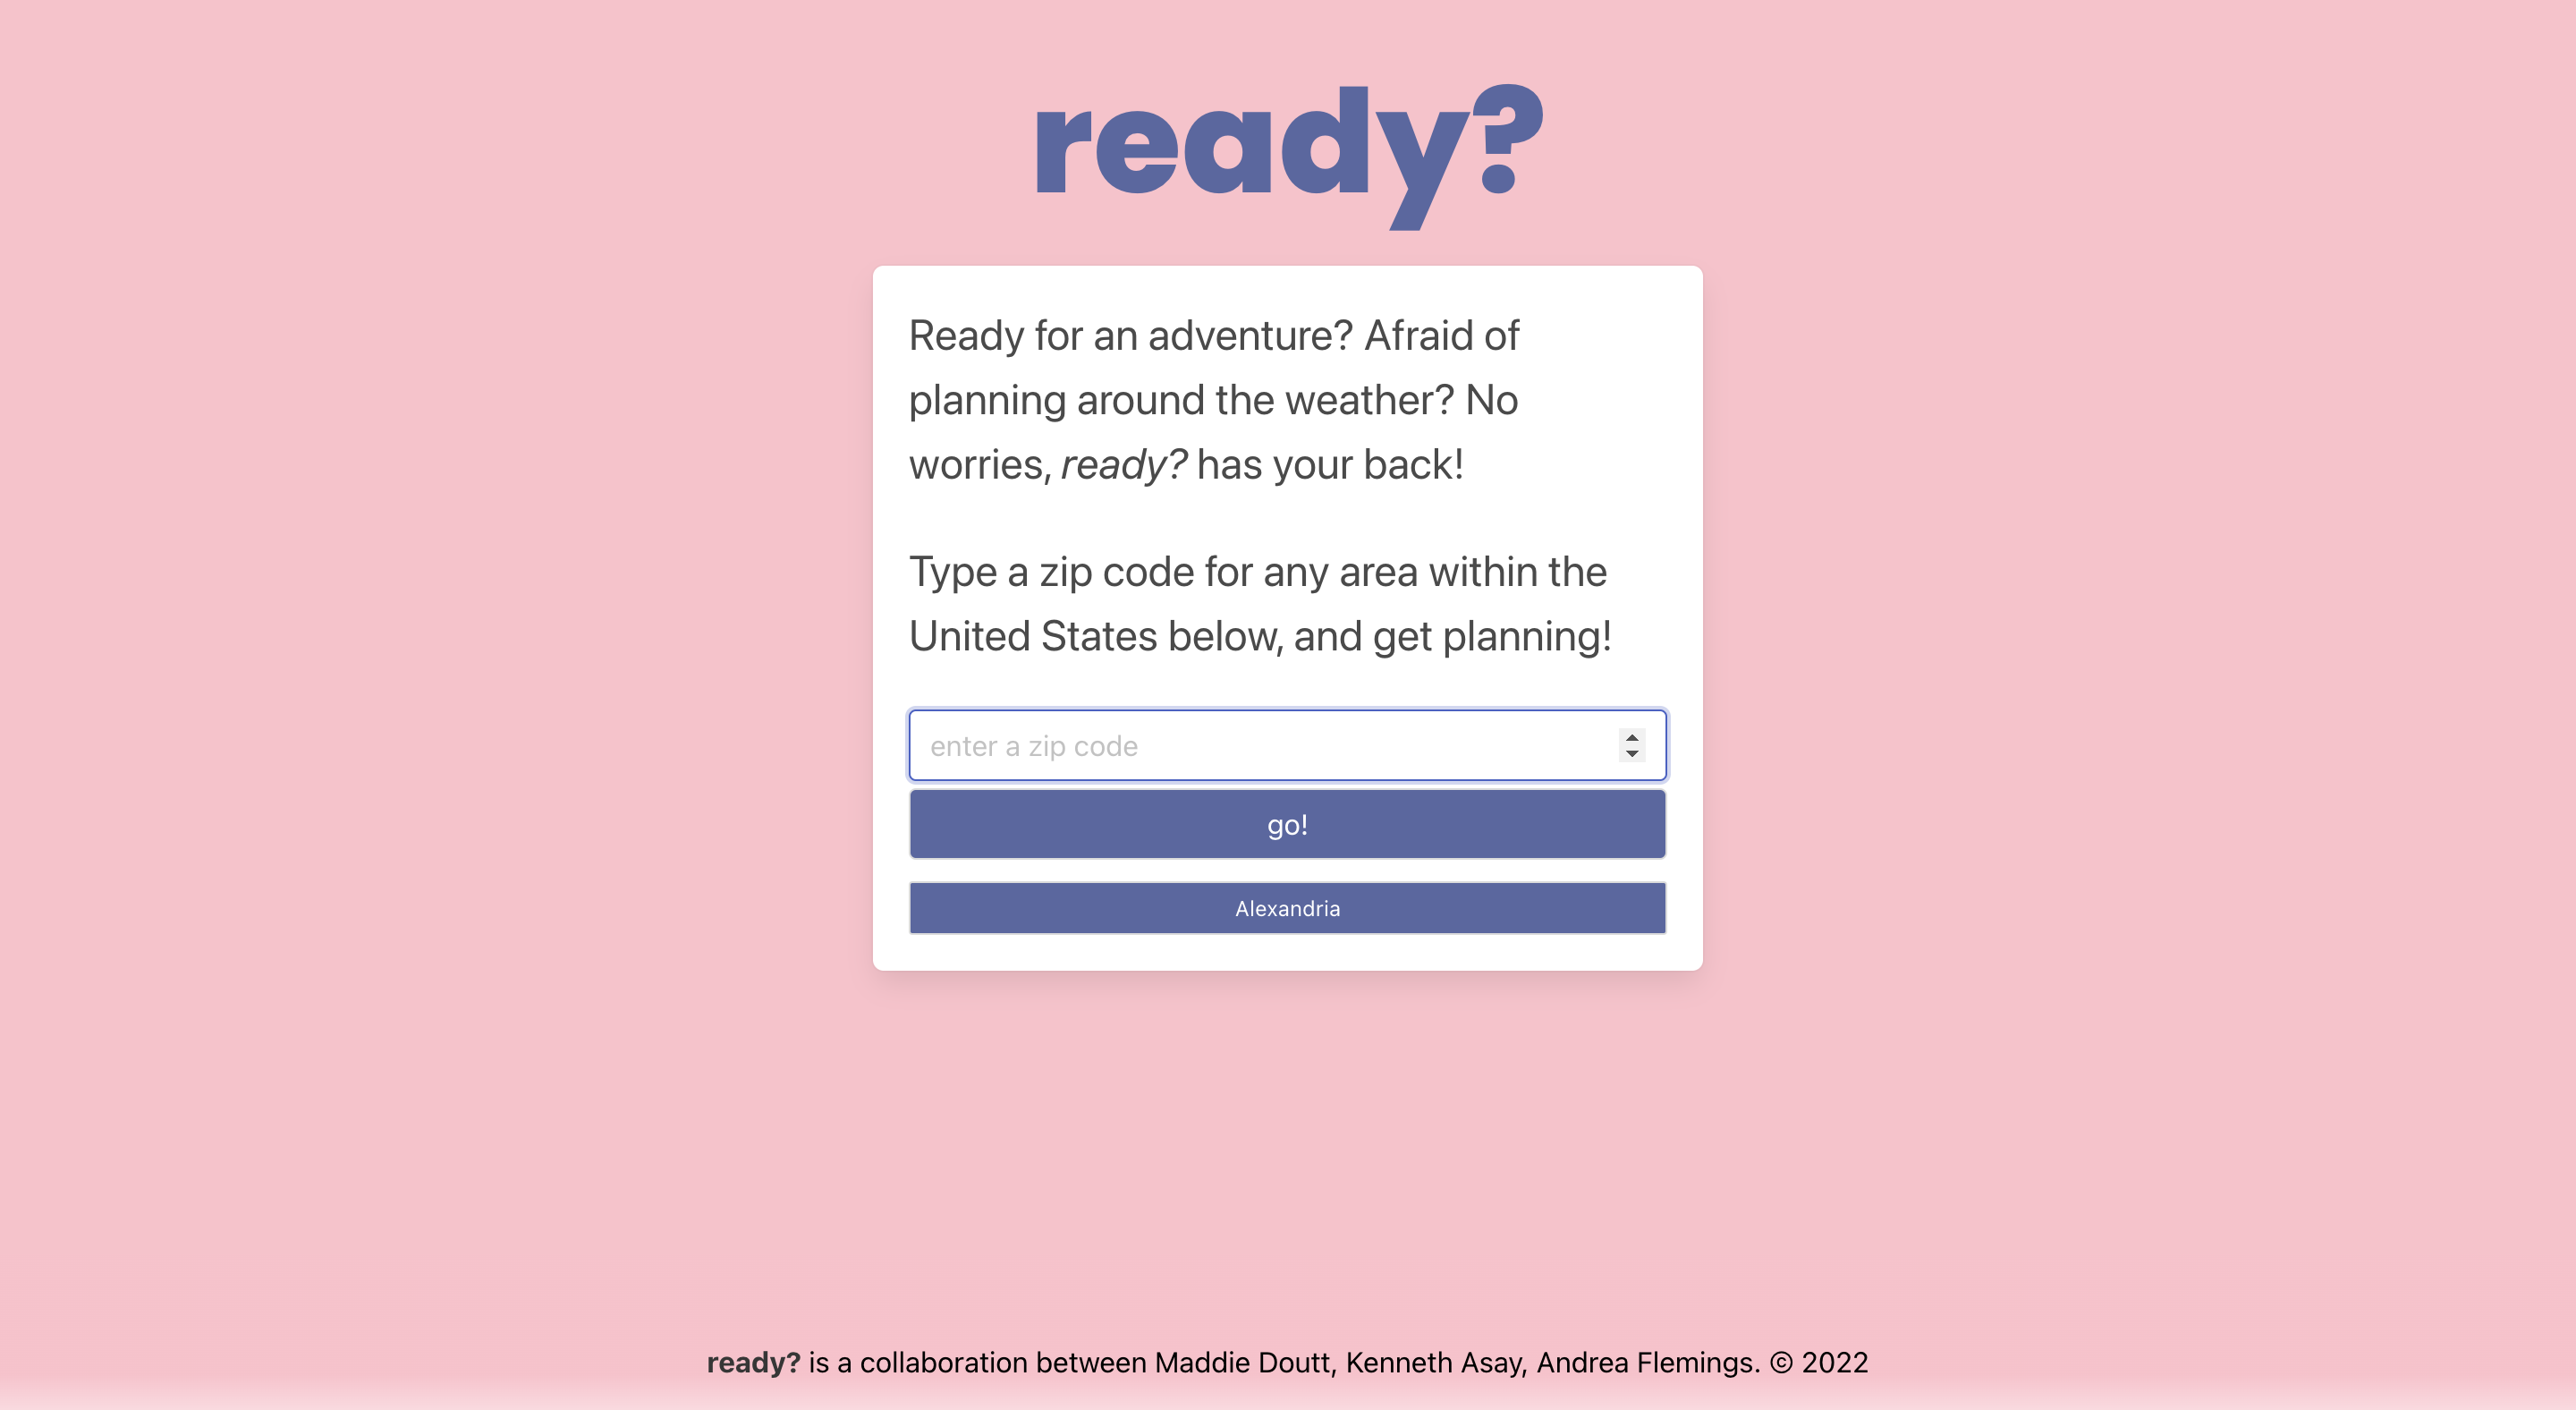 ready?
Ready for an adventure? Afraid of
planning around the weather? No
worries, ready? has your back!
Type a zip code for any area within the
United States below, and get planning!
enter a zip code
go!
Alexandria
ready? is a collaboration between Maddie Doutt, Kenneth Asay, Andrea Flemings. © 2022